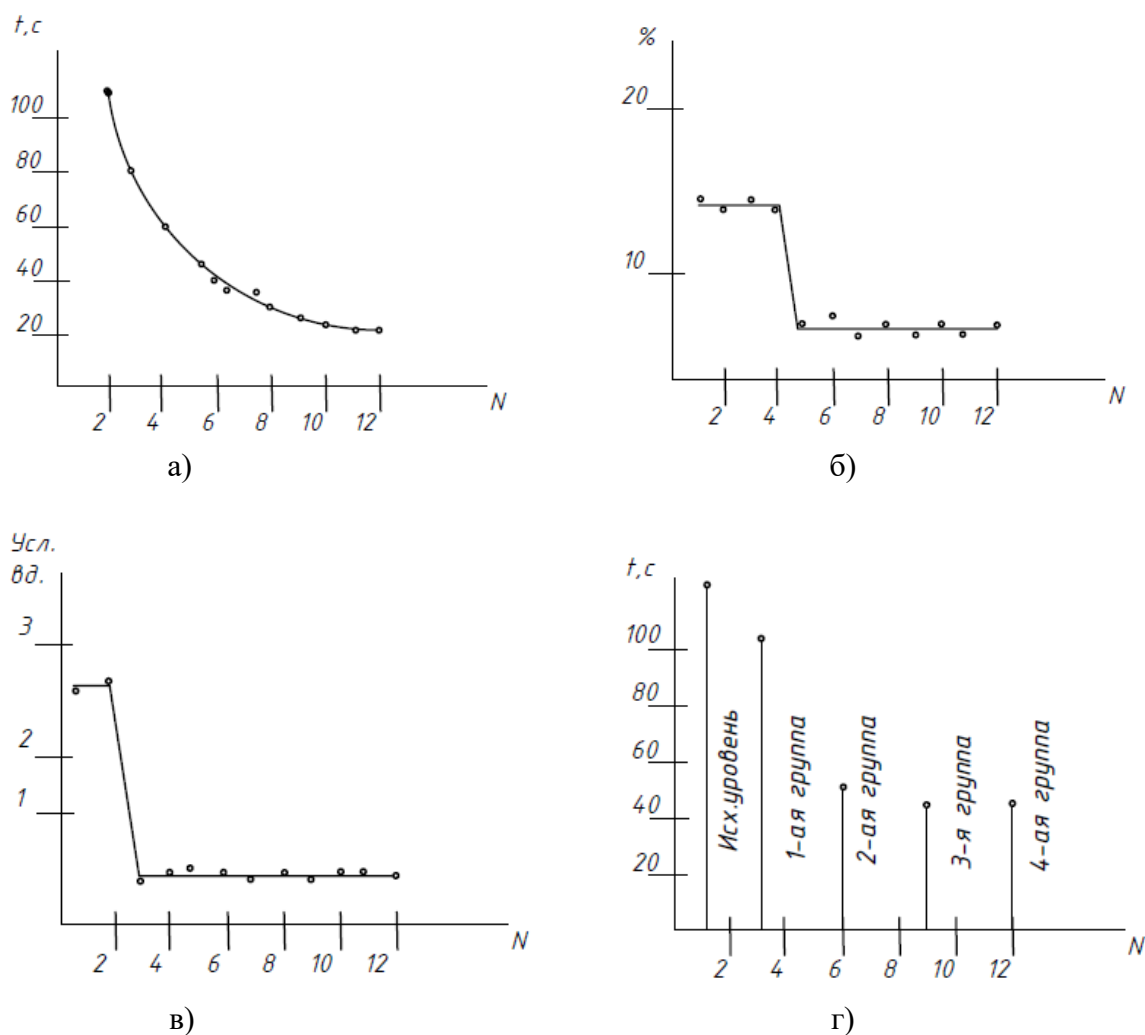 t,с
100
80
60
40
20
2 4 6 8 10 12 N
а)
%
20
10
2 4 6 8 10 12 N
б)
Усл.
вд.
3
2
1
2 4 6 8 10 12 N
в)
t,с
100
80
60
40
20
Исх.уровень
1-ая группа
2-ая группа
3-я группа
4-ая группа
2 4 6 8 10 12 N
г)